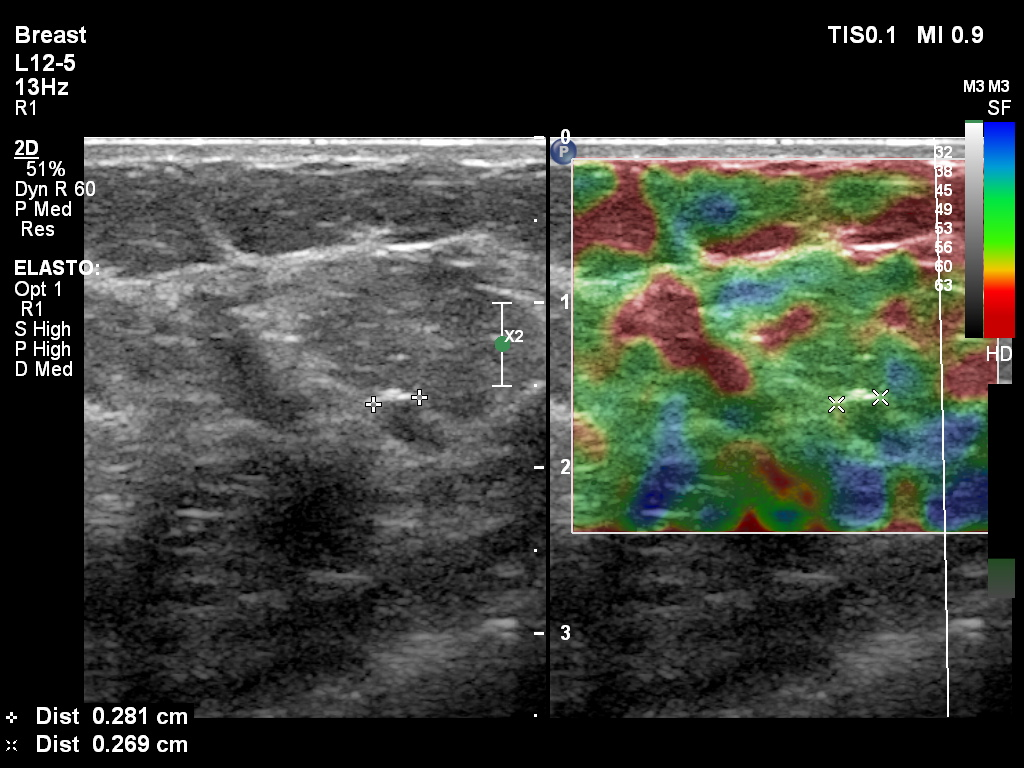 Breast
L12-5
13Hz
R1
TIS0.1 MI 0.9
M3 M3
SF
2D
51%
Dyn R 60
P Med
Res
ELASTO:
Opt 1
R1
S High
P High
D Med
P
0
1
2
3
X2
32
38
45
49
53
56
60
63
HD
Dist 0.281 cm
Dist 0.269 cm